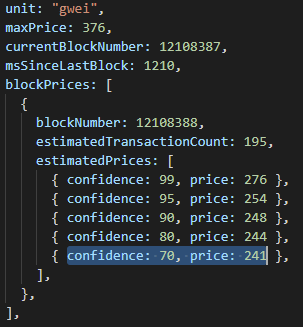 unit: "gwei",
maxPrice: 376,
currentBlockNumber: 12108387,
msSinceLastBlock: 1210,
blockPrices: [
{
blockNumber: 12108388,
estimatedTransactionCount: 195,
estimatedPrices: [
{ confidence: 99, price: 276 },
{ confidence: 95, price: 254 },
{ confidence: 90, price: 248 },
{ confidence: 80, price: 244 },
{ confidence: 70, price: 241 },
],
},
],